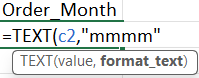 Order_Month
=TEXT(c2,"mmmm"
TEXT(value, format_text)